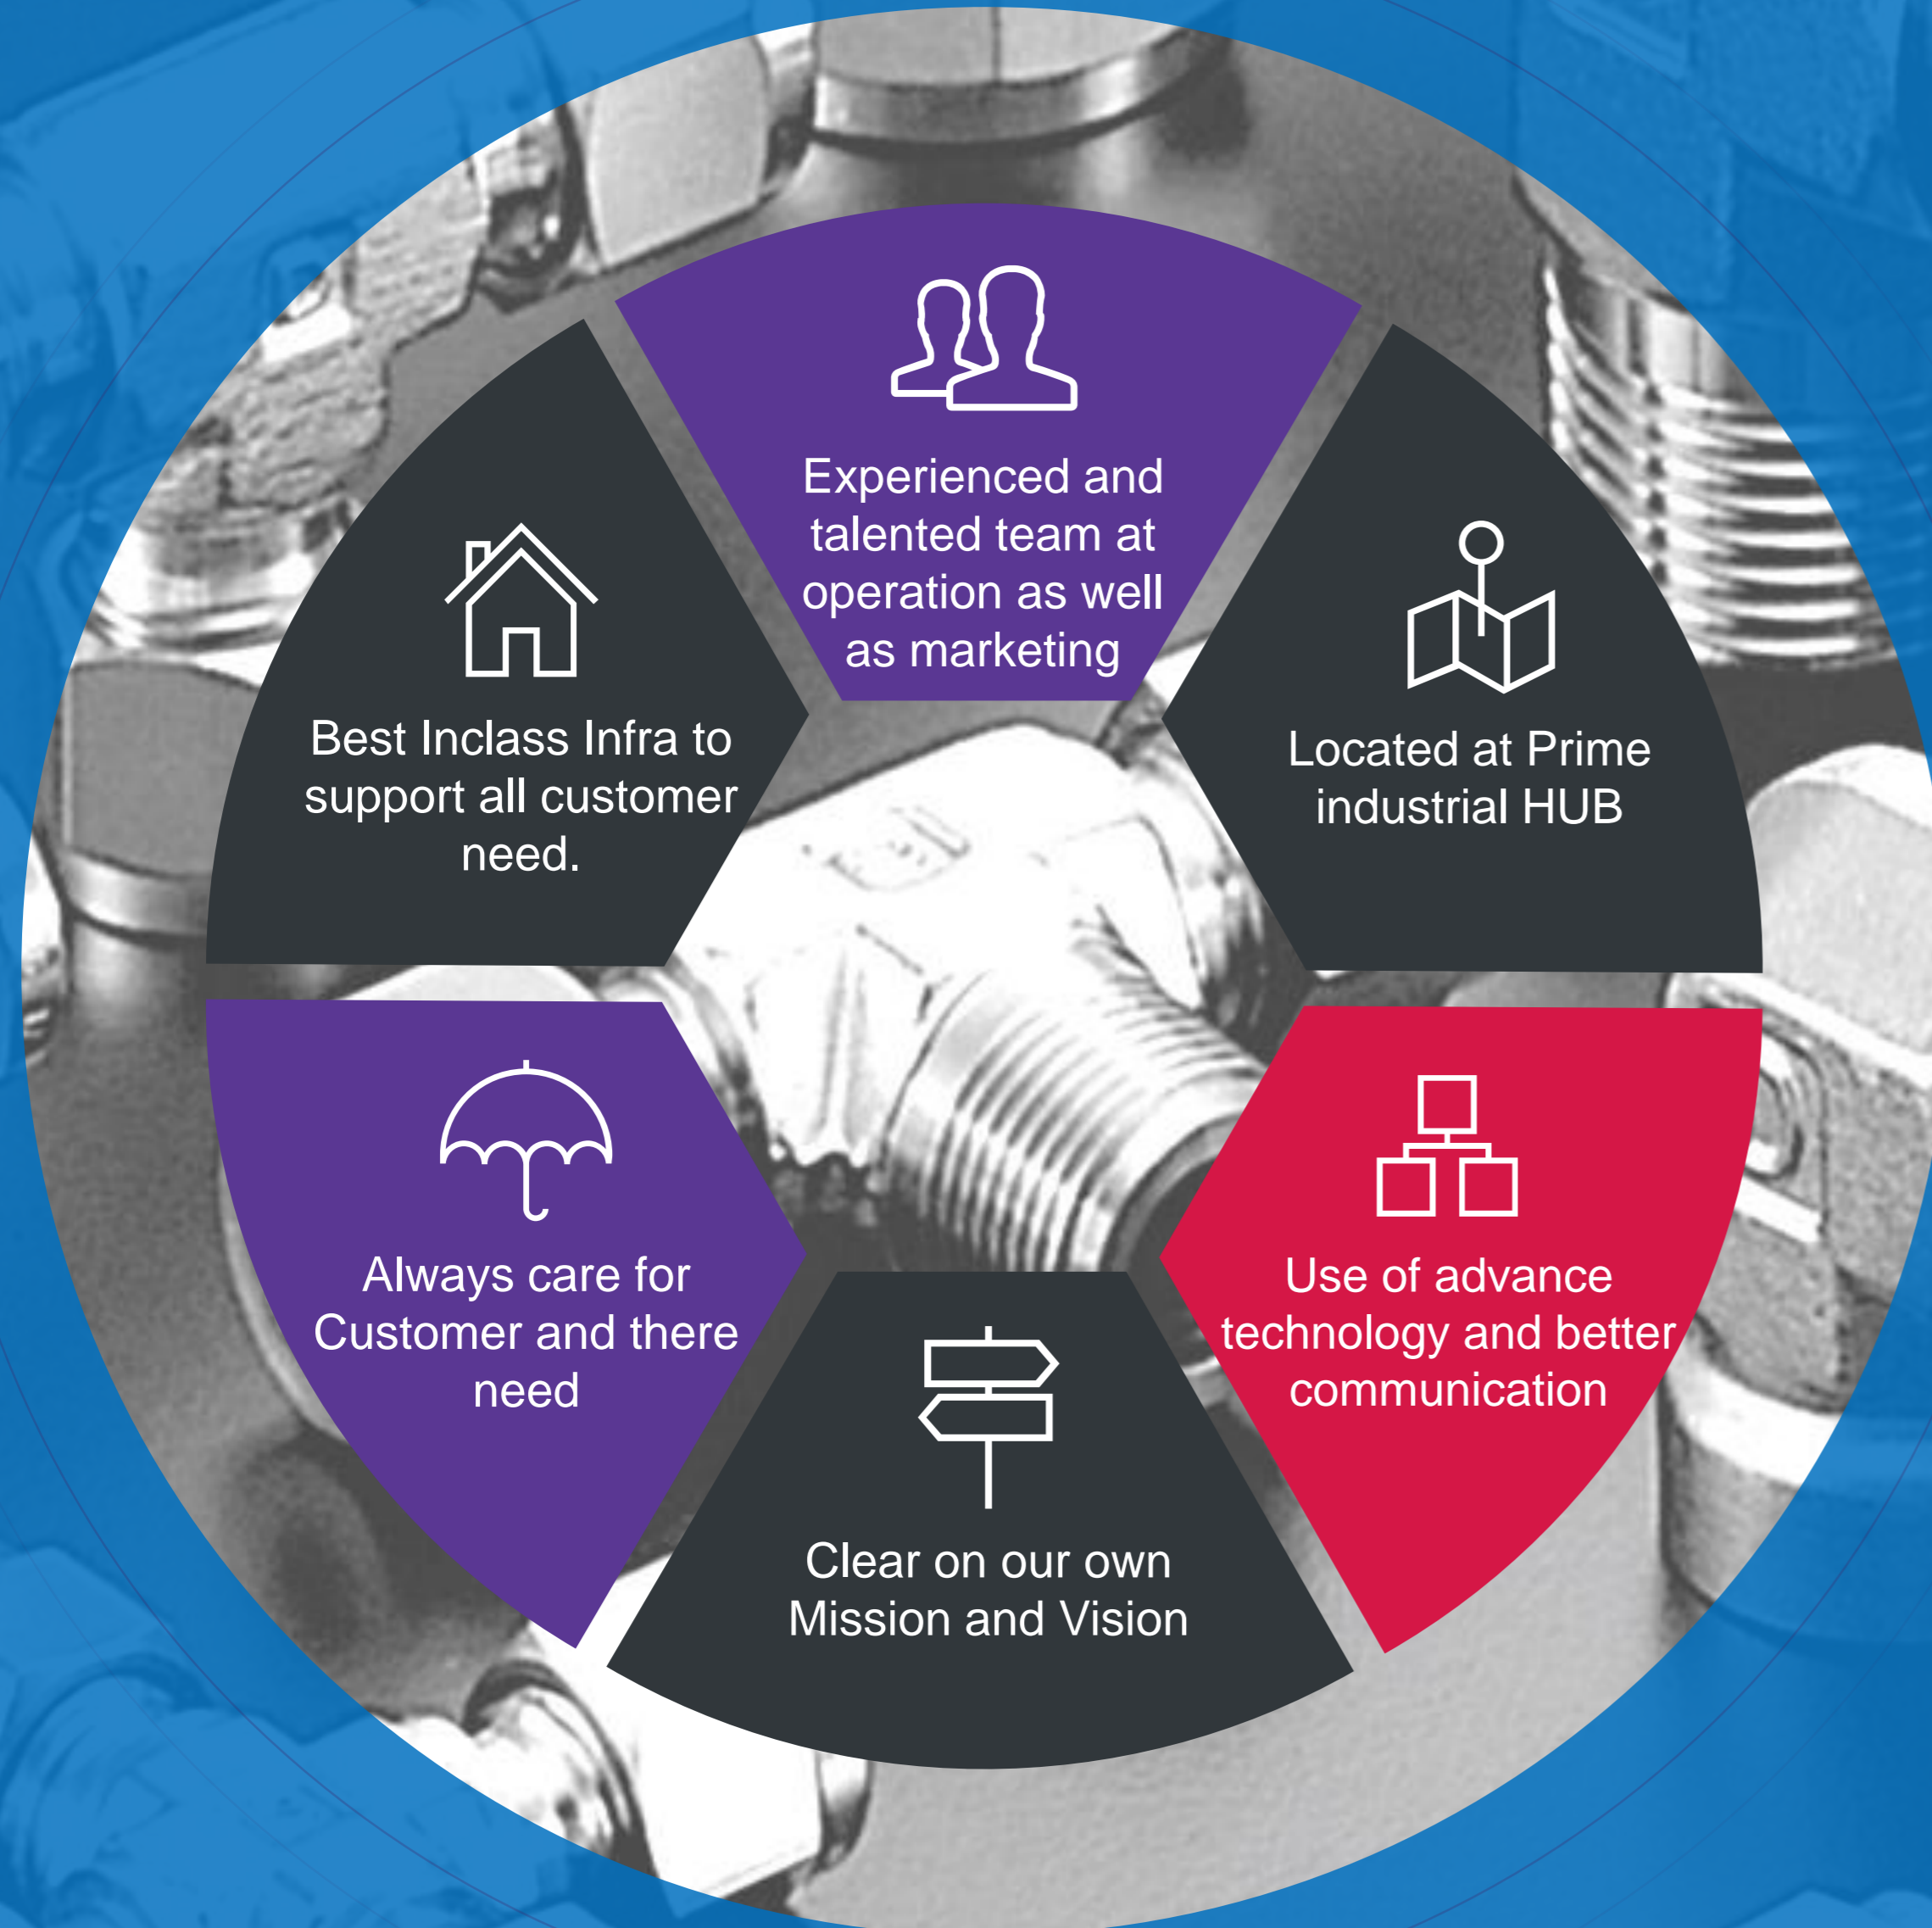 Experienced and
talented team at
operation as well
as marketing
Best Inclass Infra to
support all customer
need.
Located at Prime
industrial HUB
Always care for
Customer and there
need
Use of advance
technology and better
communication
Clear on our own
Mission and Vision